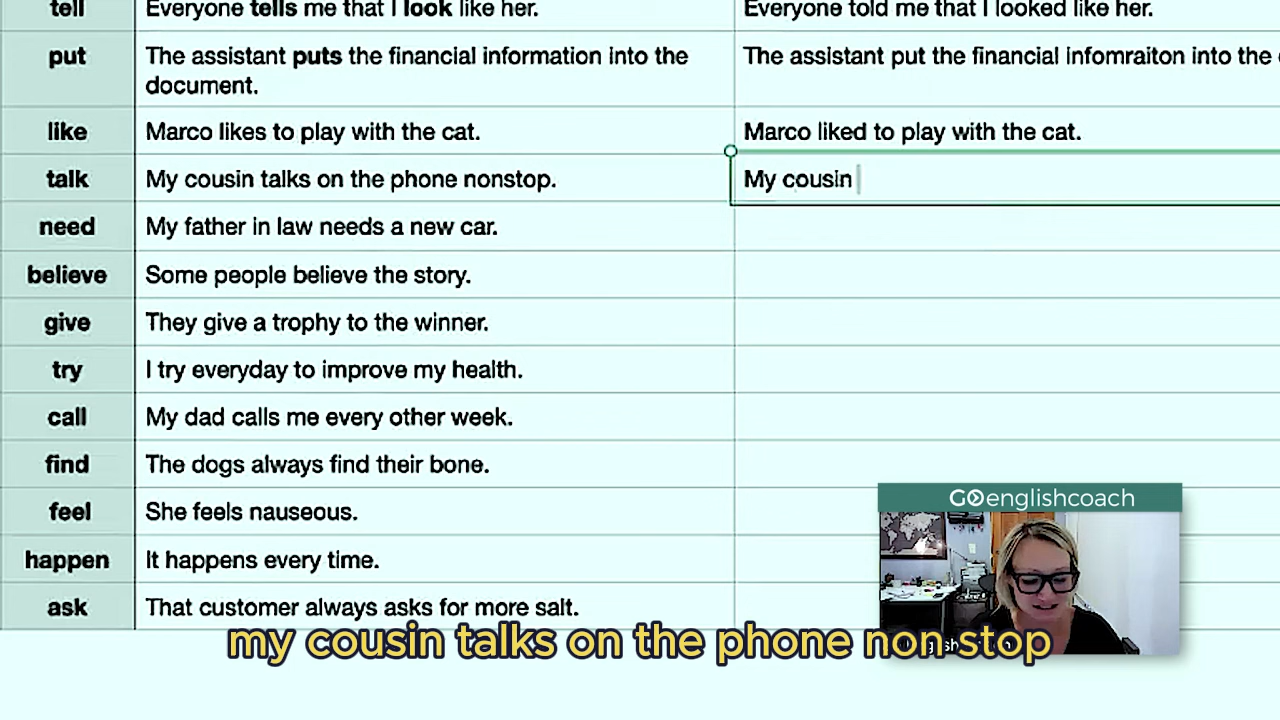 tell Everyone tells me that I look like her. Everyone told me that I looked like her.
put The assistant puts the financial information into the The assistant put the financial infomraiton into the
document.
like Marco likes to play with the cat. Marco liked to play with the cat.
talk My cousin talks on the phone nonstop. My cousin
need My father in law needs a new car.
believe Some people believe the story.
give They give a trophy to the winner.
try I try everyday to improve my health.
call My dad calls me every other week.
find The dogs always find their bone.
feel She feels nauseous.
happen It happens every time.
ask That customer always asks for more salt.
GOenglishcoach
my cousin talks on the phone non stop